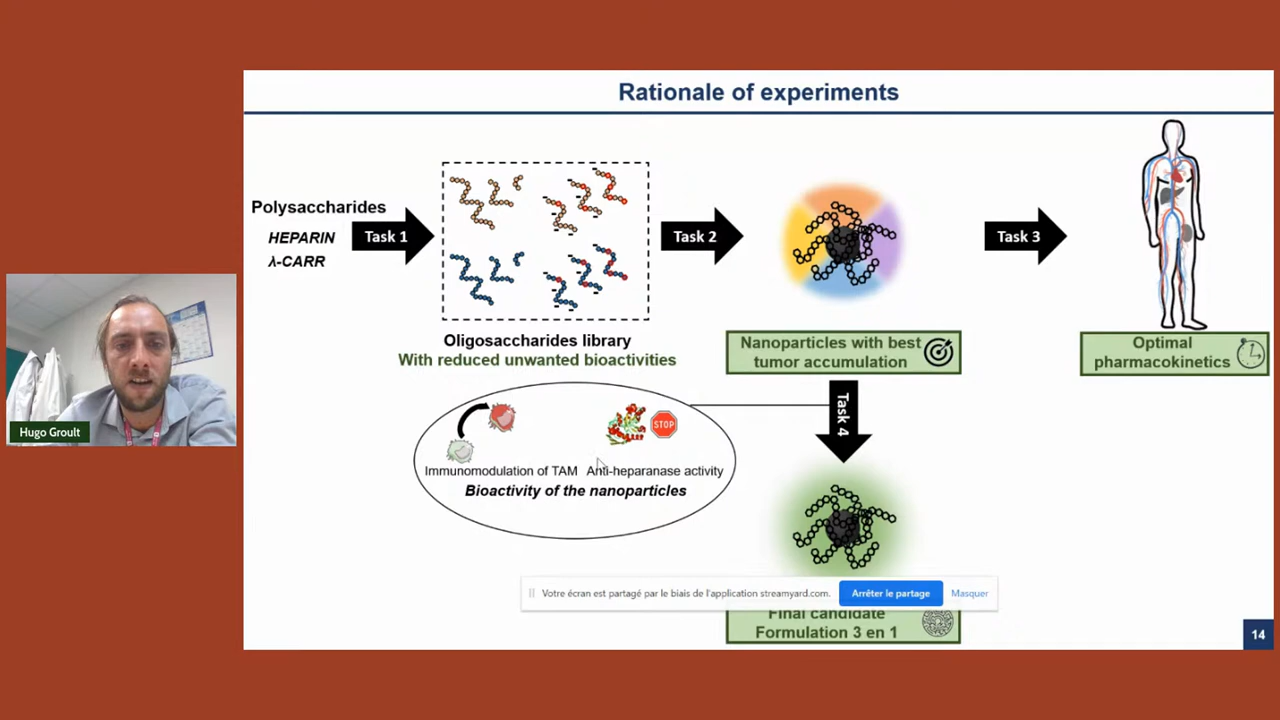 Rationale of experiments
Polysaccharides
HEPARIN
λ-CARR
Task 1
Task 2
Task 3
Oligosaccharides library
With reduced unwanted bioactivities
Nanoparticles with best
tumor accumulation
Optimal
pharmacokinetics
Task 4
STOP
Immunomodulation of TAM
Anti-heparanase activity
Bioactivity of the nanoparticles
Hugo Groult
Votre écran est partagé par le biais de l'application streamyard.com.
Arrêter le partage
Masquer
Final candidate
Formulation 3 en 1
14